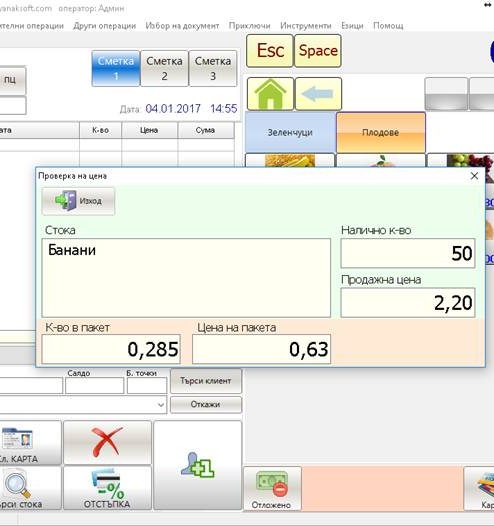 yanaksoft.com оператор: Админ
ителни операции Други операции Избор на документ Приключи Инструменти Езици Помощ
Esc Space
пц
Сметка 1
Сметка 2
Сметка 3
Дата: 04.01.2017 14:55
ата К-во Цена Сума
Зеленчуци Плодове
Проверка на цена
Изход
Стока
Банани
Налично к-во
50
Продажна цена
2,20
К-во в пакет
0,285
Цена на пакета
0,63
Салдо Б. точки
Търси клиент
Откажи
Кл. КАРТА
рси стока
ОТСТЪПКА
+1
Отложено
Кар